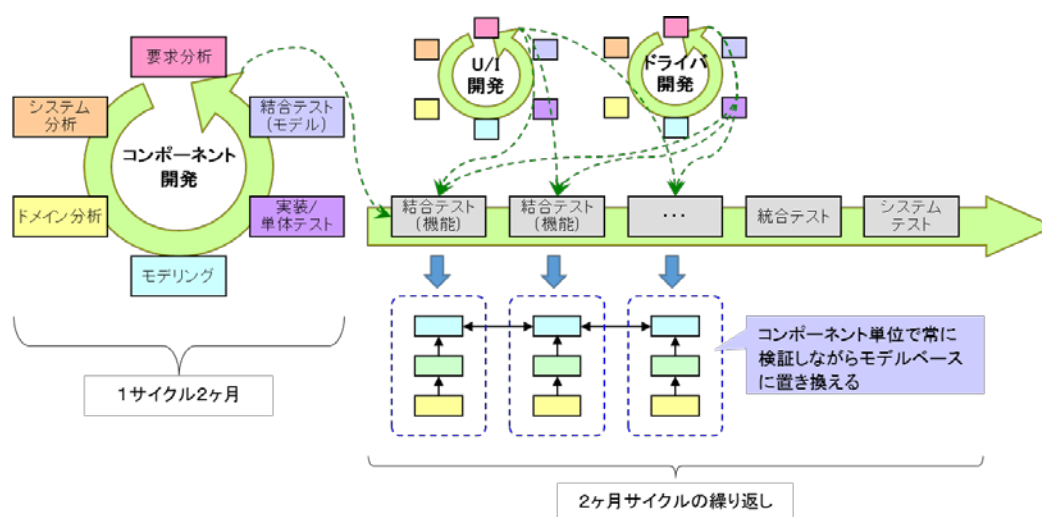 要求分析
システム
分析
結合テスト
(モデル)
コンポーネント
開発
ドメイン分析
実装/
単体テスト
モデリング
1サイクル2ヶ月
U/I
開発
ドライバ
開発
結合テスト
(機能)
結合テスト
(機能)
・・・
統合テスト
システム
テスト
コンポーネント単位で常に
検証しながらモデルベース
に置き換える
2ヶ月サイクルの繰り返し